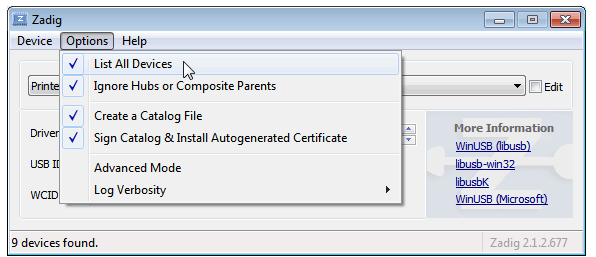 Zadig
Device Options Help
List All Devices
Ignore Hubs or Composite Parents
Create a Catalog File
Sign Catalog & Install Autogenerated Certificate
Advanced Mode
Log Verbosity
Printe
Edit
Driver
USB ID
WCID
More Information
WinUSB (libusb)
libusb-win32
libusbK
WinUSB (Microsoft)
9 devices found.
Zadig 2.1.2.677